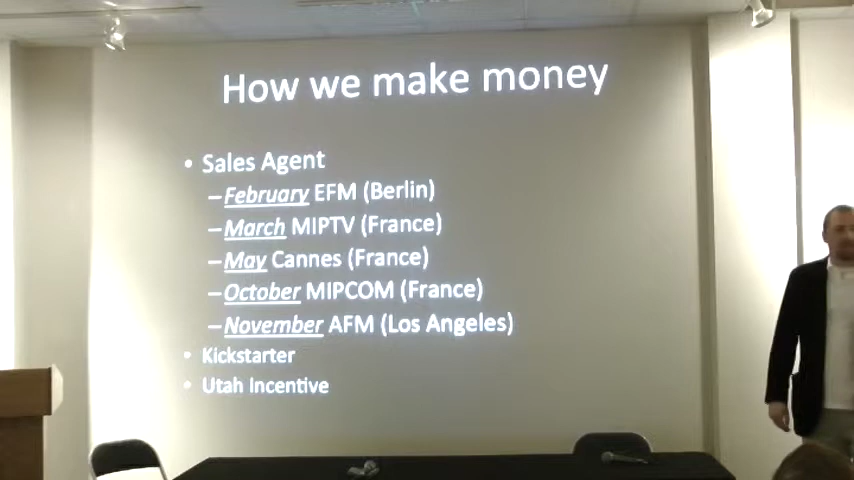 How we make money
• Sales Agent
–February EFM (Berlin)
–March MIPTV (France)
–May Cannes (France)
–October MIPCOM (France)
–November AFM (Los Angeles)
• Kickstarter
• Utah Incentive